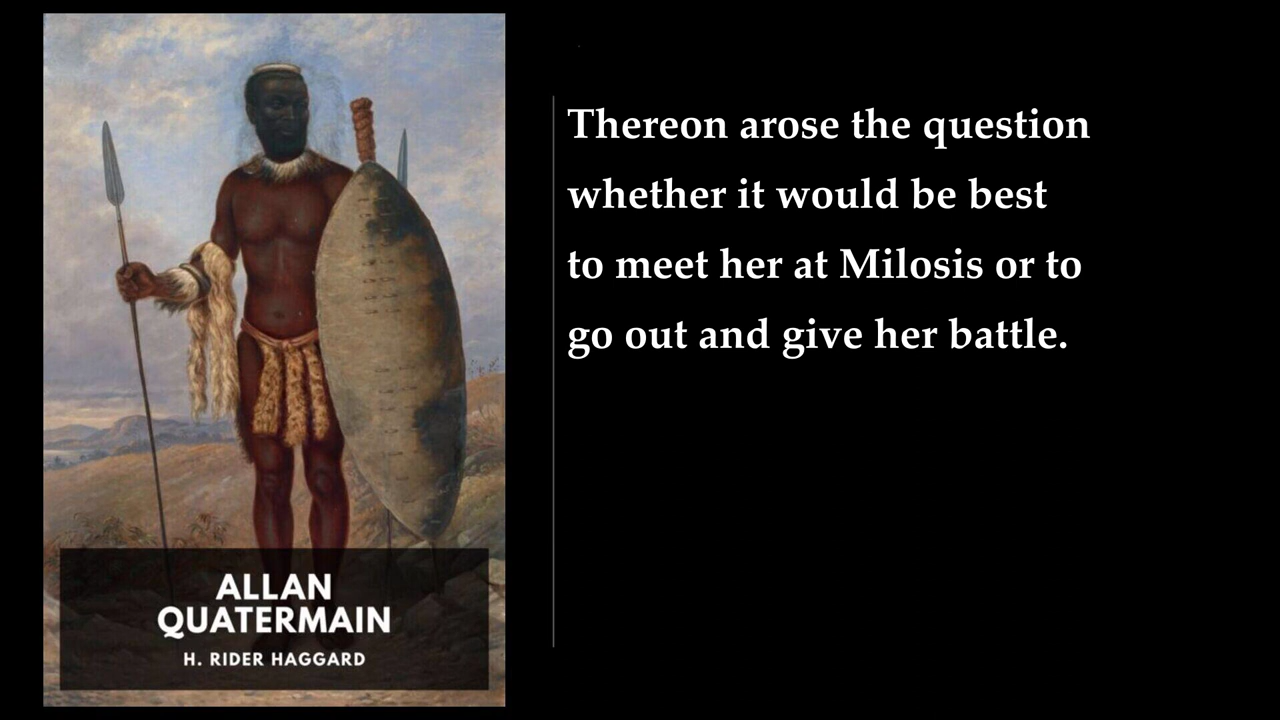 ALLAN
QUATERMAIN
H. RIDER HAGGARD
Thereon arose the question
whether it would be best
to meet her at Milosis or to
go out and give her battle.